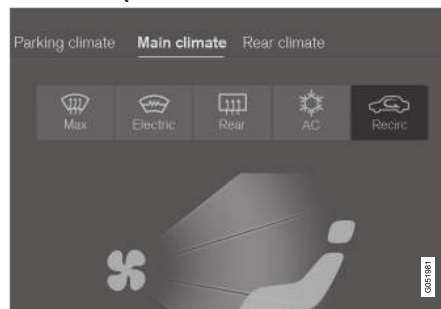 Parking climate Main climate Rear climate
Max Electric Rear AC Recirc
G051981